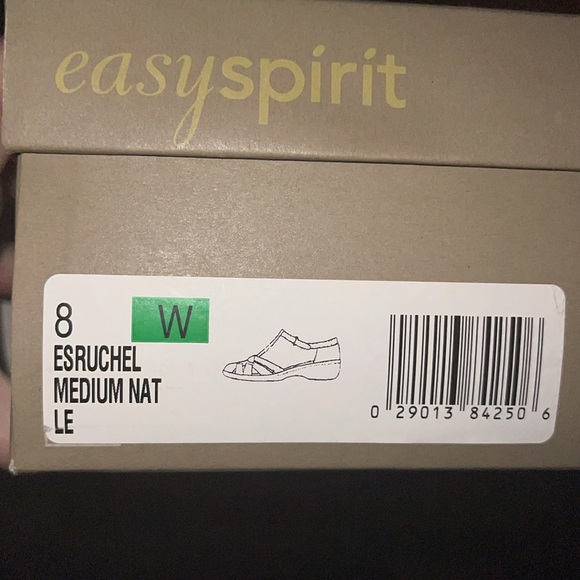 easyspirit
8 W
ESRUCHEL
MEDIUM NAT
LE
0 29013 84250 6